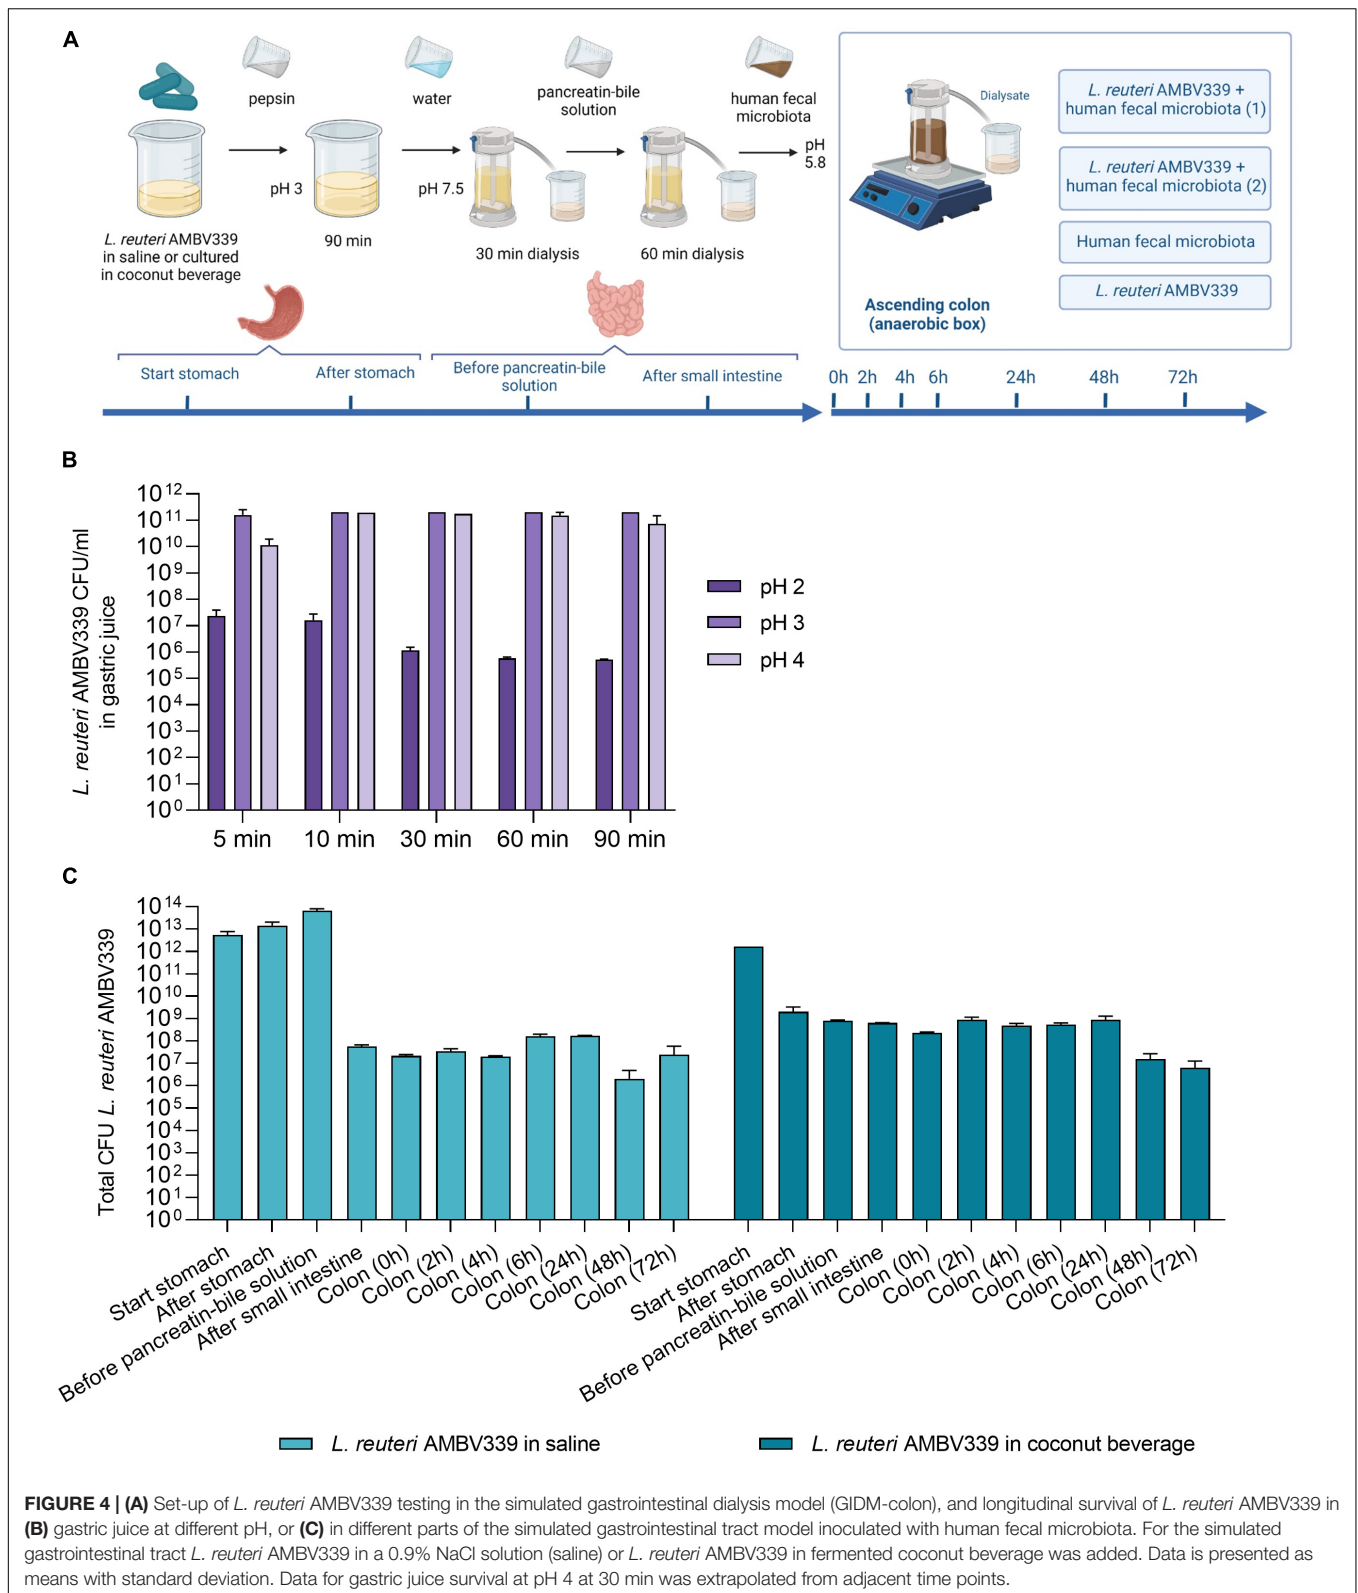 A
pepsin
water
pancreatin-bile
solution
human fecal
microbiota
pH 3
pH 7.5
pH
5.8
L. reuteri AMBV339
in saline or cultured
in coconut beverage
90 min
30 min dialysis
60 min dialysis
Dialysate
Ascending colon
(anaerobic box)
L. reuteri AMBV339 +
human fecal microbiota (1)
L. reuteri AMBV339 +
human fecal microbiota (2)
Human fecal microbiota
L. reuteri AMBV339
Start stomach
After stomach
Before pancreatin-bile
solution
After small intestine
0h 2h 4h 6h 24h 48h 72h
B
L. reuteri AMBV339 CFU/ml
in gastric juice
10¹²
10¹¹
10¹⁰
10⁹
10⁸
10⁷
10⁶
10⁵
10⁴
10³
10²
10¹
10⁰
5 min 10 min 30 min 60 min 90 min
pH 2
pH 3
pH 4
C
Total CFU L. reuteri AMBV339
10¹⁴
10¹³
10¹²
10¹¹
10¹⁰
10⁹
10⁸
10⁷
10⁶
10⁵
10⁴
10³
10²
10¹
10⁰
Start stomach
After stomach
Before pancreatin-bile solution
After small intestine
Colon (0h)
Colon (2h)
Colon (4h)
Colon (6h)
Colon (24h)
Colon (48h)
Colon (72h)
Start stomach
After stomach
Before pancreatin-bile solution
After small intestine
Colon (0h)
Colon (2h)
Colon (4h)
Colon (6h)
Colon (24h)
Colon (48h)
Colon (72h)
L. reuteri AMBV339 in saline
L. reuteri AMBV339 in coconut beverage
FIGURE 4 | (A) Set-up of L. reuteri AMBV339 testing in the simulated gastrointestinal dialysis model (GIDM-colon), and longitudinal survival of L. reuteri AMBV339 in
(B) gastric juice at different pH, or (C) in different parts of the simulated gastrointestinal tract model inoculated with human fecal microbiota. For the simulated
gastrointestinal tract L. reuteri AMBV339 in a 0.9% NaCl solution (saline) or L. reuteri AMBV339 in fermented coconut beverage was added. Data is presented as
means with standard deviation. Data for gastric juice survival at pH 4 at 30 min was extrapolated from adjacent time points.